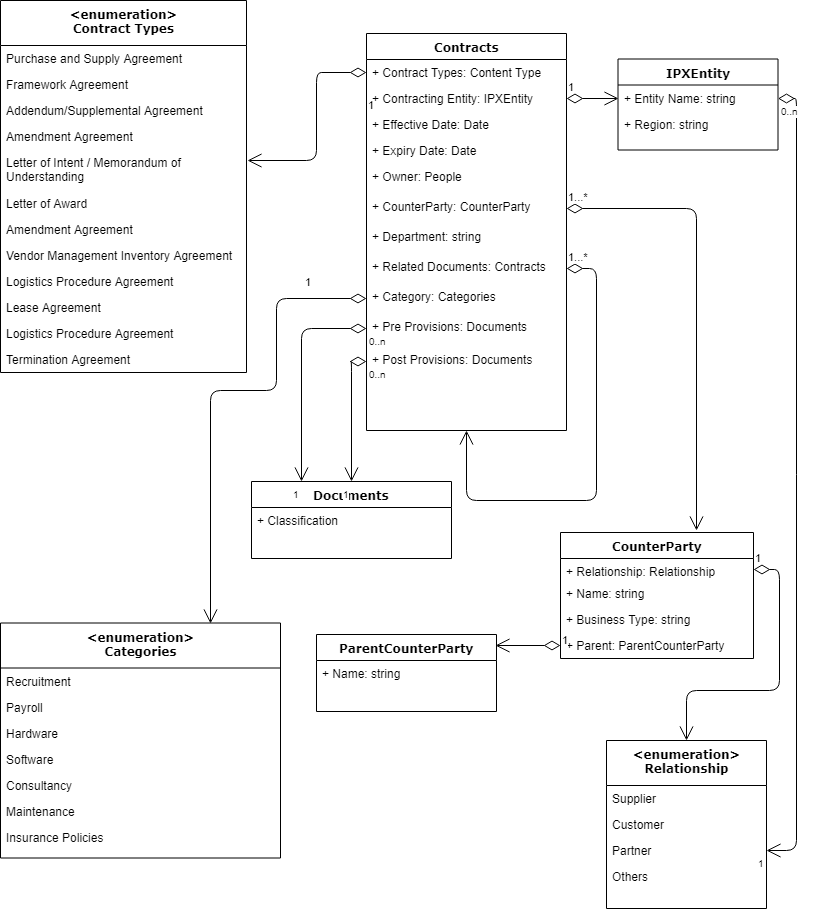 <enumeration>
Contract Types
Purchase and Supply Agreement
Framework Agreement
Addendum/Supplemental Agreement
Amendment Agreement
Letter of Intent / Memorandum of
Understanding
Letter of Award
Amendment Agreement
Vendor Management Inventory Agreement
Logistics Procedure Agreement
Lease Agreement
Logistics Procedure Agreement
Termination Agreement
Contracts
+ Contract Types: Content Type
+ Contracting Entity: IPXEntity
+ Effective Date: Date
+ Expiry Date: Date
+ Owner: People
+ CounterParty: CounterParty
+ Department: string
+ Related Documents: Contracts
+ Category: Categories
+ Pre Provisions: Documents
+ Post Provisions: Documents
1
1
1...*
1...*
1
0..n
0..n
IPXEntity
+ Entity Name: string
+ Region: string
0..n
Documents
1
1
+ Classification
CounterParty
+ Relationship: Relationship
+ Name: string
+ Business Type: string
+ Parent: ParentCounterParty
1
1
ParentCounterParty
+ Name: string
<enumeration>
Categories
Recruitment
Payroll
Hardware
Software
Consultancy
Maintenance
Insurance Policies
<enumeration>
Relationship
Supplier
Customer
Partner
Others
1